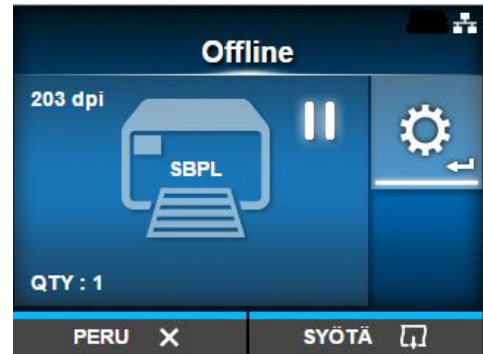 Offline
203 dpi
SBPL
QTY : 1
PERU
SYÖTÄ